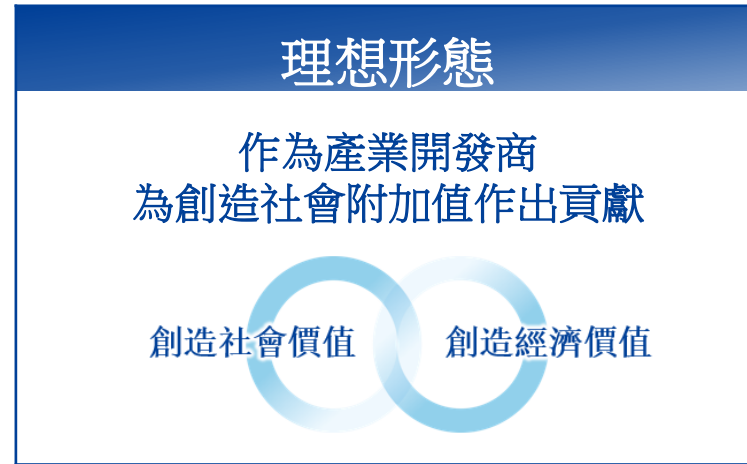 理想形態
作為產業開發商
為創造社會附加值作出貢獻
創造社會價值
創造經濟價值